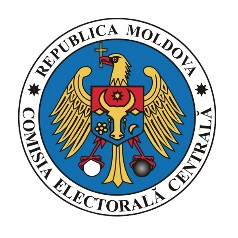 REPUBLICA MOLDOVA
COMISIA ELECTORALĂ CENTRALĂ